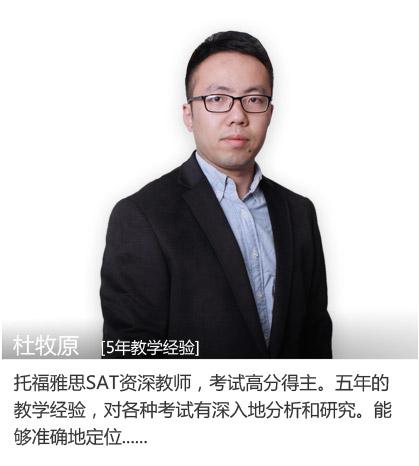 杜牧原 [5年教学经验]
托福雅思SAT资深教师，考试高分得主。五年的
教学经验，对各种考试有深入地分析和研究。能
够准确地定位......